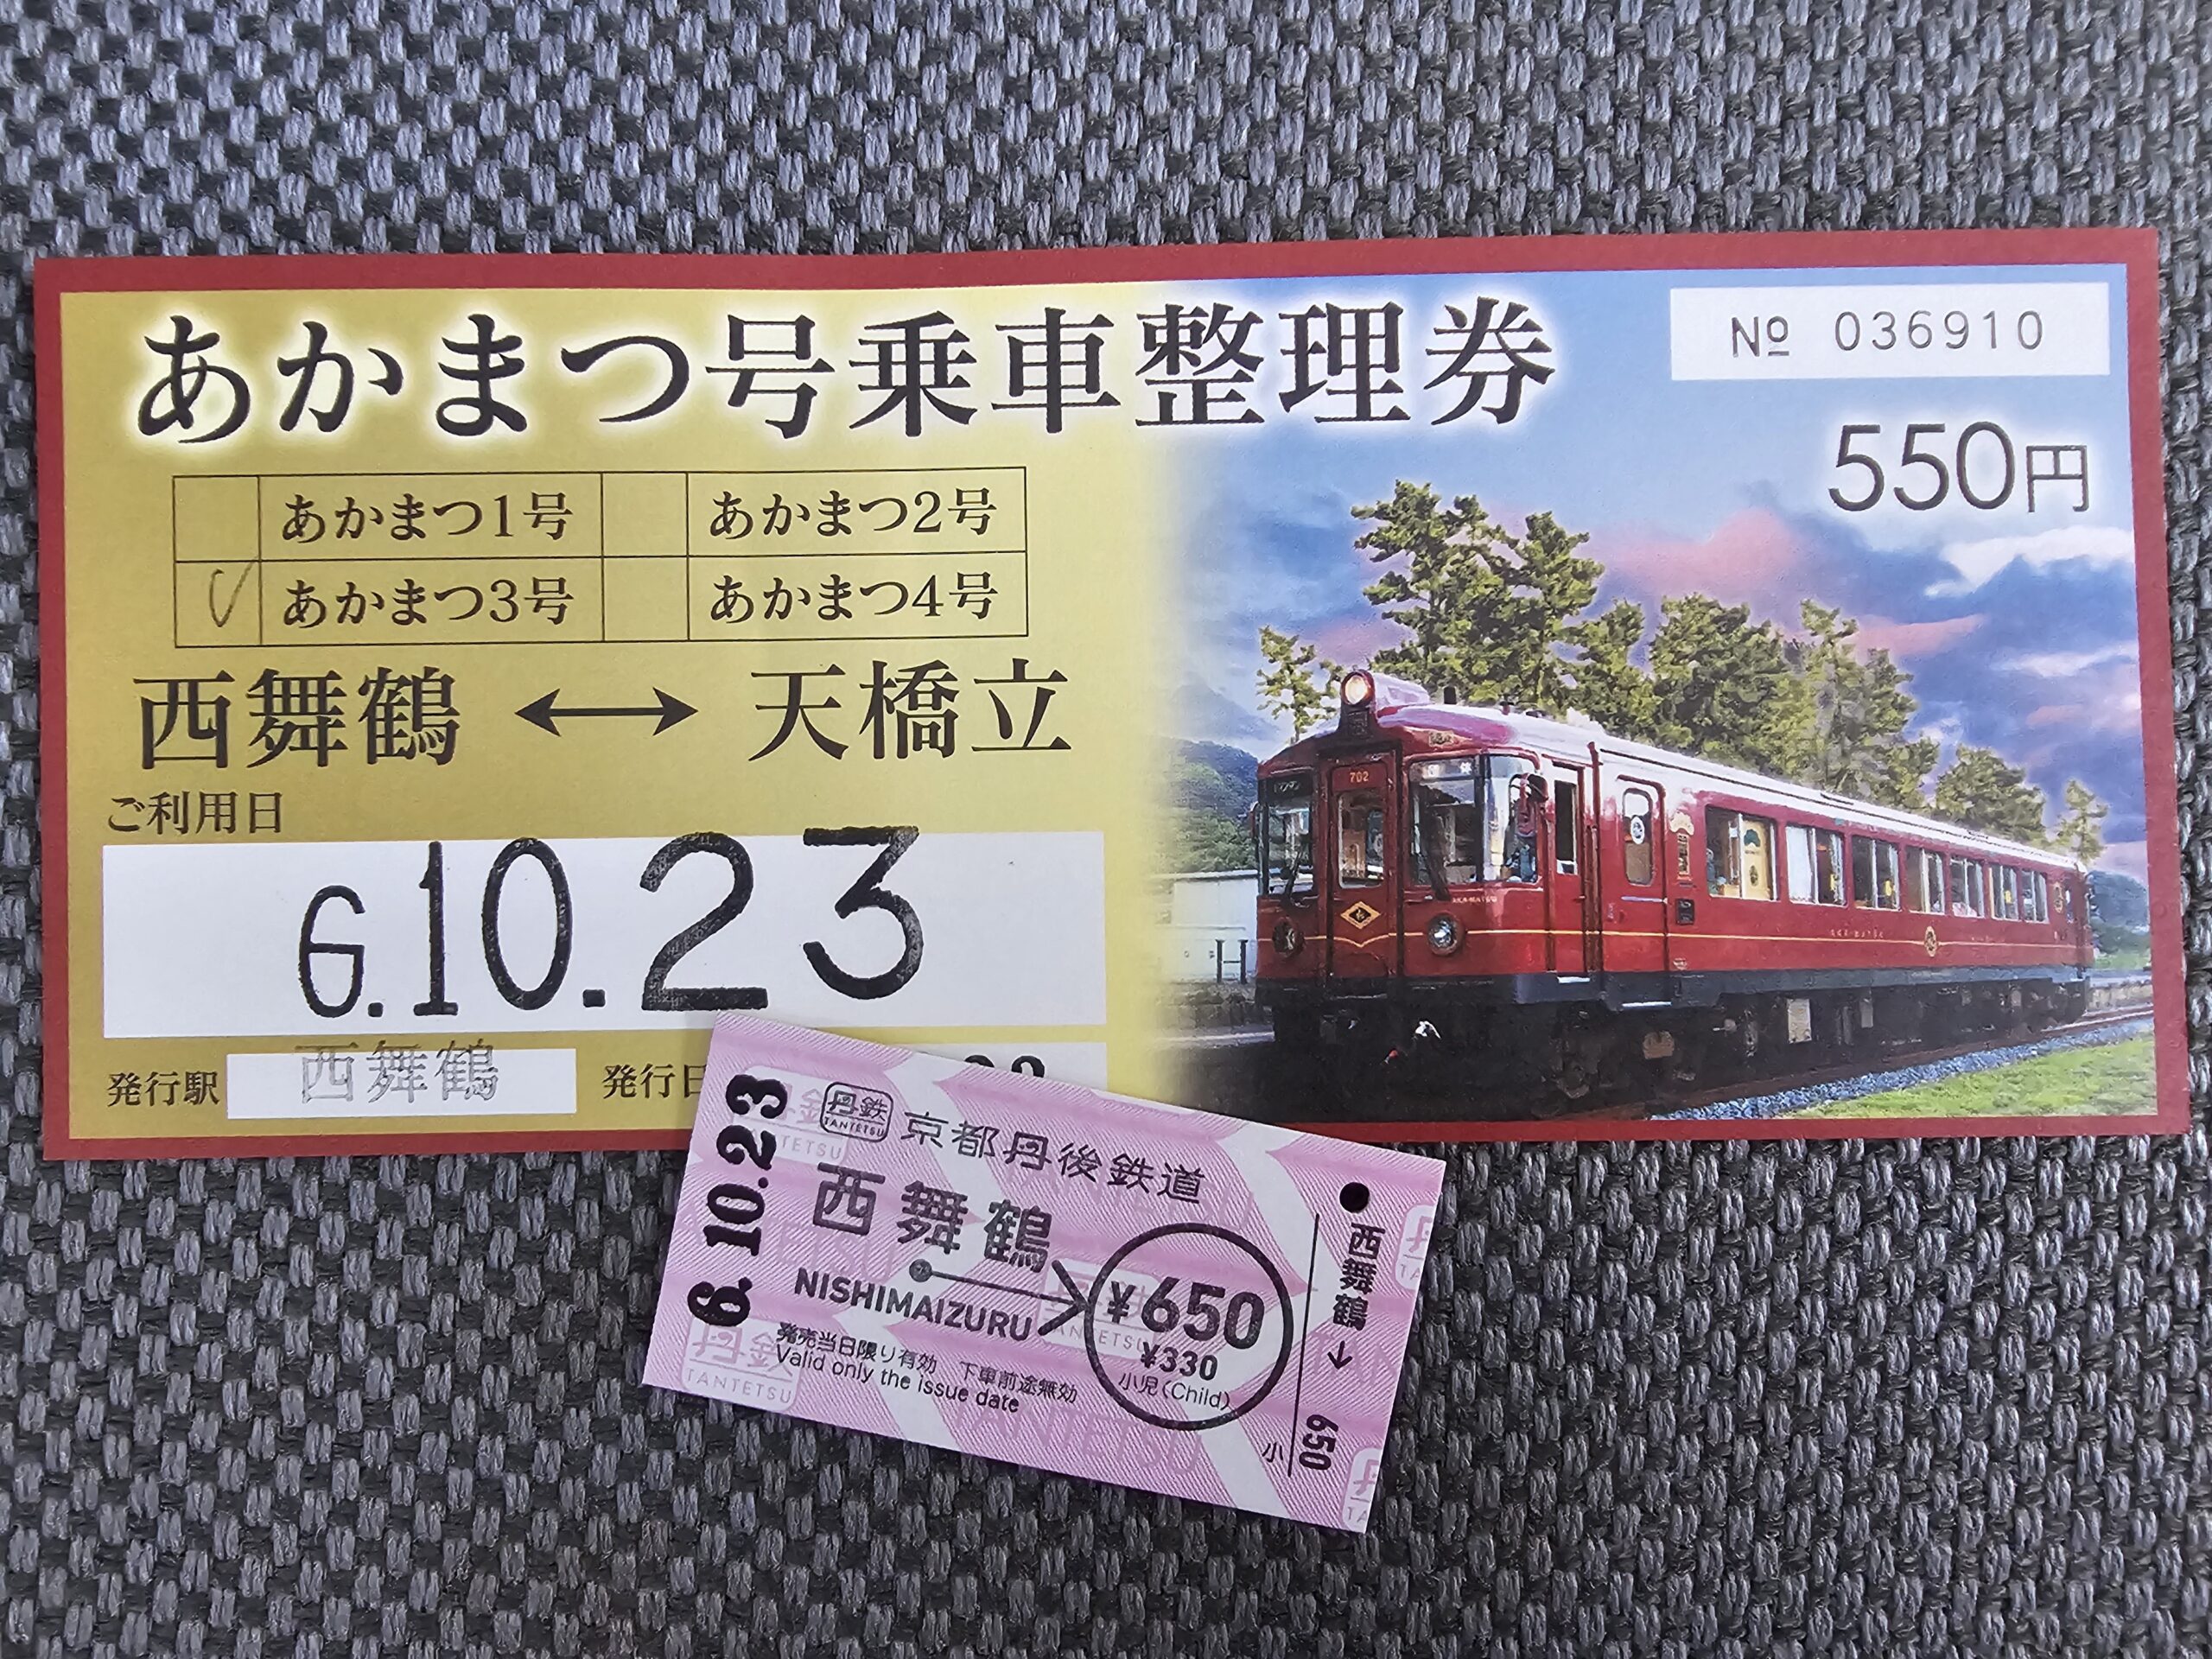 あかまつ号乗車整理券
№ 036910
550円
あかまつ1号 あかまつ2号
あかまつ3号 あかまつ4号
西舞鶴 ↔ 天橋立
ご利用日
6.10.23
発行駅 西舞鶴 発行日
702
丹鉄
TANTETSU
京都丹後鉄道
6.10.23
西舞鶴
NISHIMAIZURU
¥650
¥330
小児(Child)
発売当日限り有効 下車前途無効
Valid only the issue date
小
西舞鶴→ 650